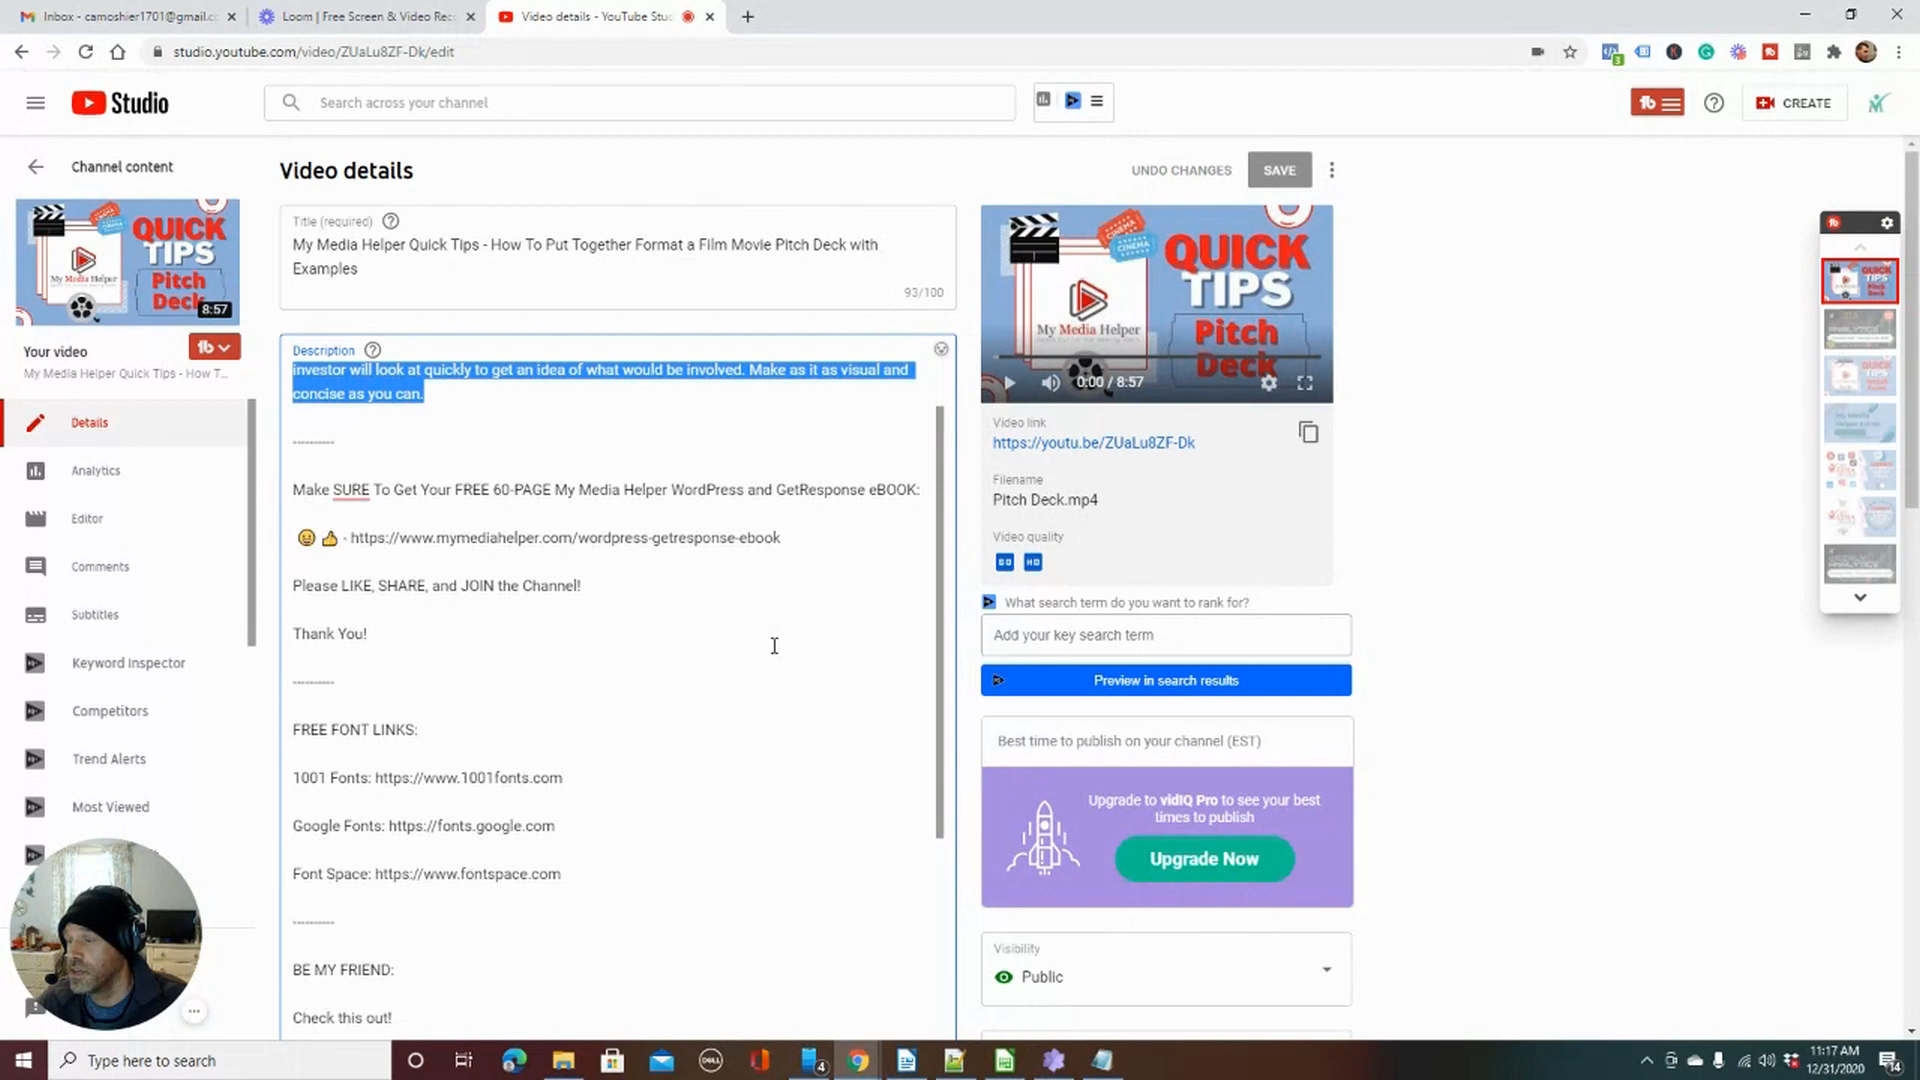 Inbox - camoshier1701@gmail.c
Loom | Free Screen & Video Rec
Video details - YouTube Stu
studio.youtube.com/video/ZUaLu8ZF-Dk/edit
3
Studio
Search across your channel
CREATE
Channel content
QUICK
TIPS
Pitch
Deck
My Media Helper
8:57
Your video
My Media Helper Quick Tips - How T...
Details
Analytics
Editor
Comments
Subtitles
Keyword Inspector
Competitors
Trend Alerts
Most Viewed
Video details
UNDO CHANGES
SAVE
Title (required)
My Media Helper Quick Tips - How To Put Together Format a Film Movie Pitch Deck with
Examples
93/100
Description
investor will look at quickly to get an idea of what would be involved. Make as it as visual and
concise as you can.
----------
Make SURE To Get Your FREE 60-PAGE My Media Helper WordPress and GetResponse eBOOK:
😀 👍 - https://www.mymediahelper.com/wordpress-getresponse-ebook
Please LIKE, SHARE, and JOIN the Channel!
Thank You!
----------
FREE FONT LINKS:
1001 Fonts: https://www.1001fonts.com
Google Fonts: https://fonts.google.com
Font Space: https://www.fontspace.com
----------
BE MY FRIEND:
Check this out!
CINEMA
CINEMA
QUICK
TIPS
My Media Helper
Pitch
Deck
0:00 / 8:57
Video link
https://youtu.be/ZUaLu8ZF-Dk
Filename
Pitch Deck.mp4
Video quality
SD
HD
What search term do you want to rank for?
Add your key search term
Preview in search results
Best time to publish on your channel (EST)
Upgrade to vidIQ Pro to see your best
times to publish
Upgrade Now
Visibility
Public
Type here to search
DELL
4
11:17 AM
12/31/2020
14